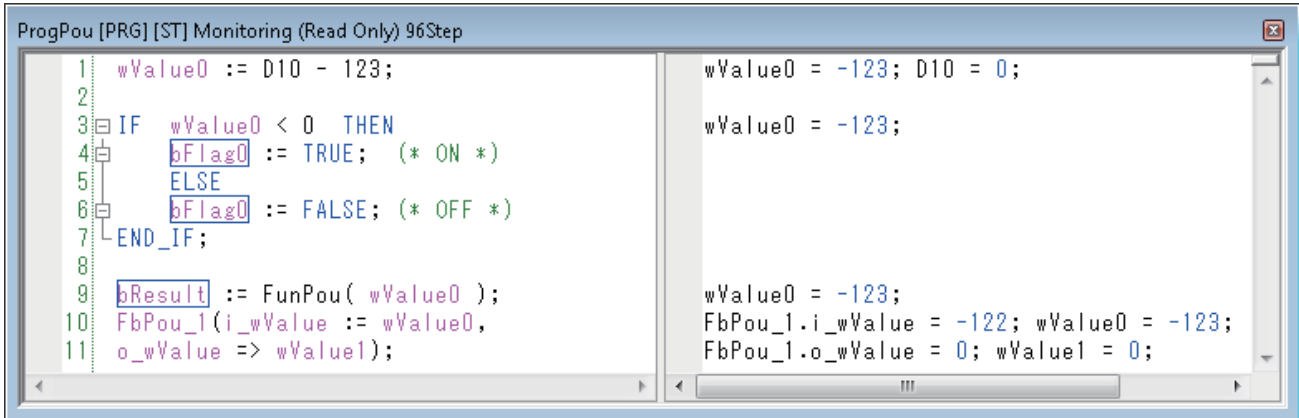 ProgPou [PRG] [ST] Monitoring (Read Only) 96Step
1 wValue0 := D10 - 123;
2
3 IF wValue0 < 0 THEN
4 bFlag0 := TRUE; (* ON *)
5 ELSE
6 bFlag0 := FALSE; (* OFF *)
7 END_IF;
8
9 bResult := FunPou( wValue0 );
10 FbPou_1(i_wValue := wValue0,
11 o_wValue => wValue1);
wValue0 = -123; D10 = 0;
wValue0 = -123;
wValue0 = -123;
FbPou_1.i_wValue = -122; wValue0 = -123;
FbPou_1.o_wValue = 0; wValue1 = 0;